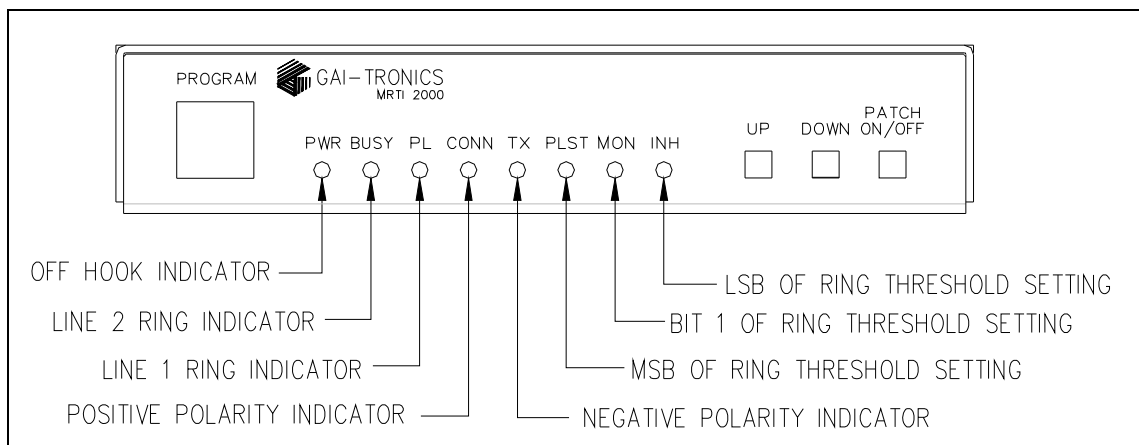 PROGRAM
GAI-TRONICS
MRTI 2000
PWR BUSY PL CONN TX PLST MON INH
UP DOWN PATCH ON/OFF
OFF HOOK INDICATOR
LINE 2 RING INDICATOR
LINE 1 RING INDICATOR
POSITIVE POLARITY INDICATOR
LSB OF RING THRESHOLD SETTING
BIT 1 OF RING THRESHOLD SETTING
MSB OF RING THRESHOLD SETTING
NEGATIVE POLARITY INDICATOR